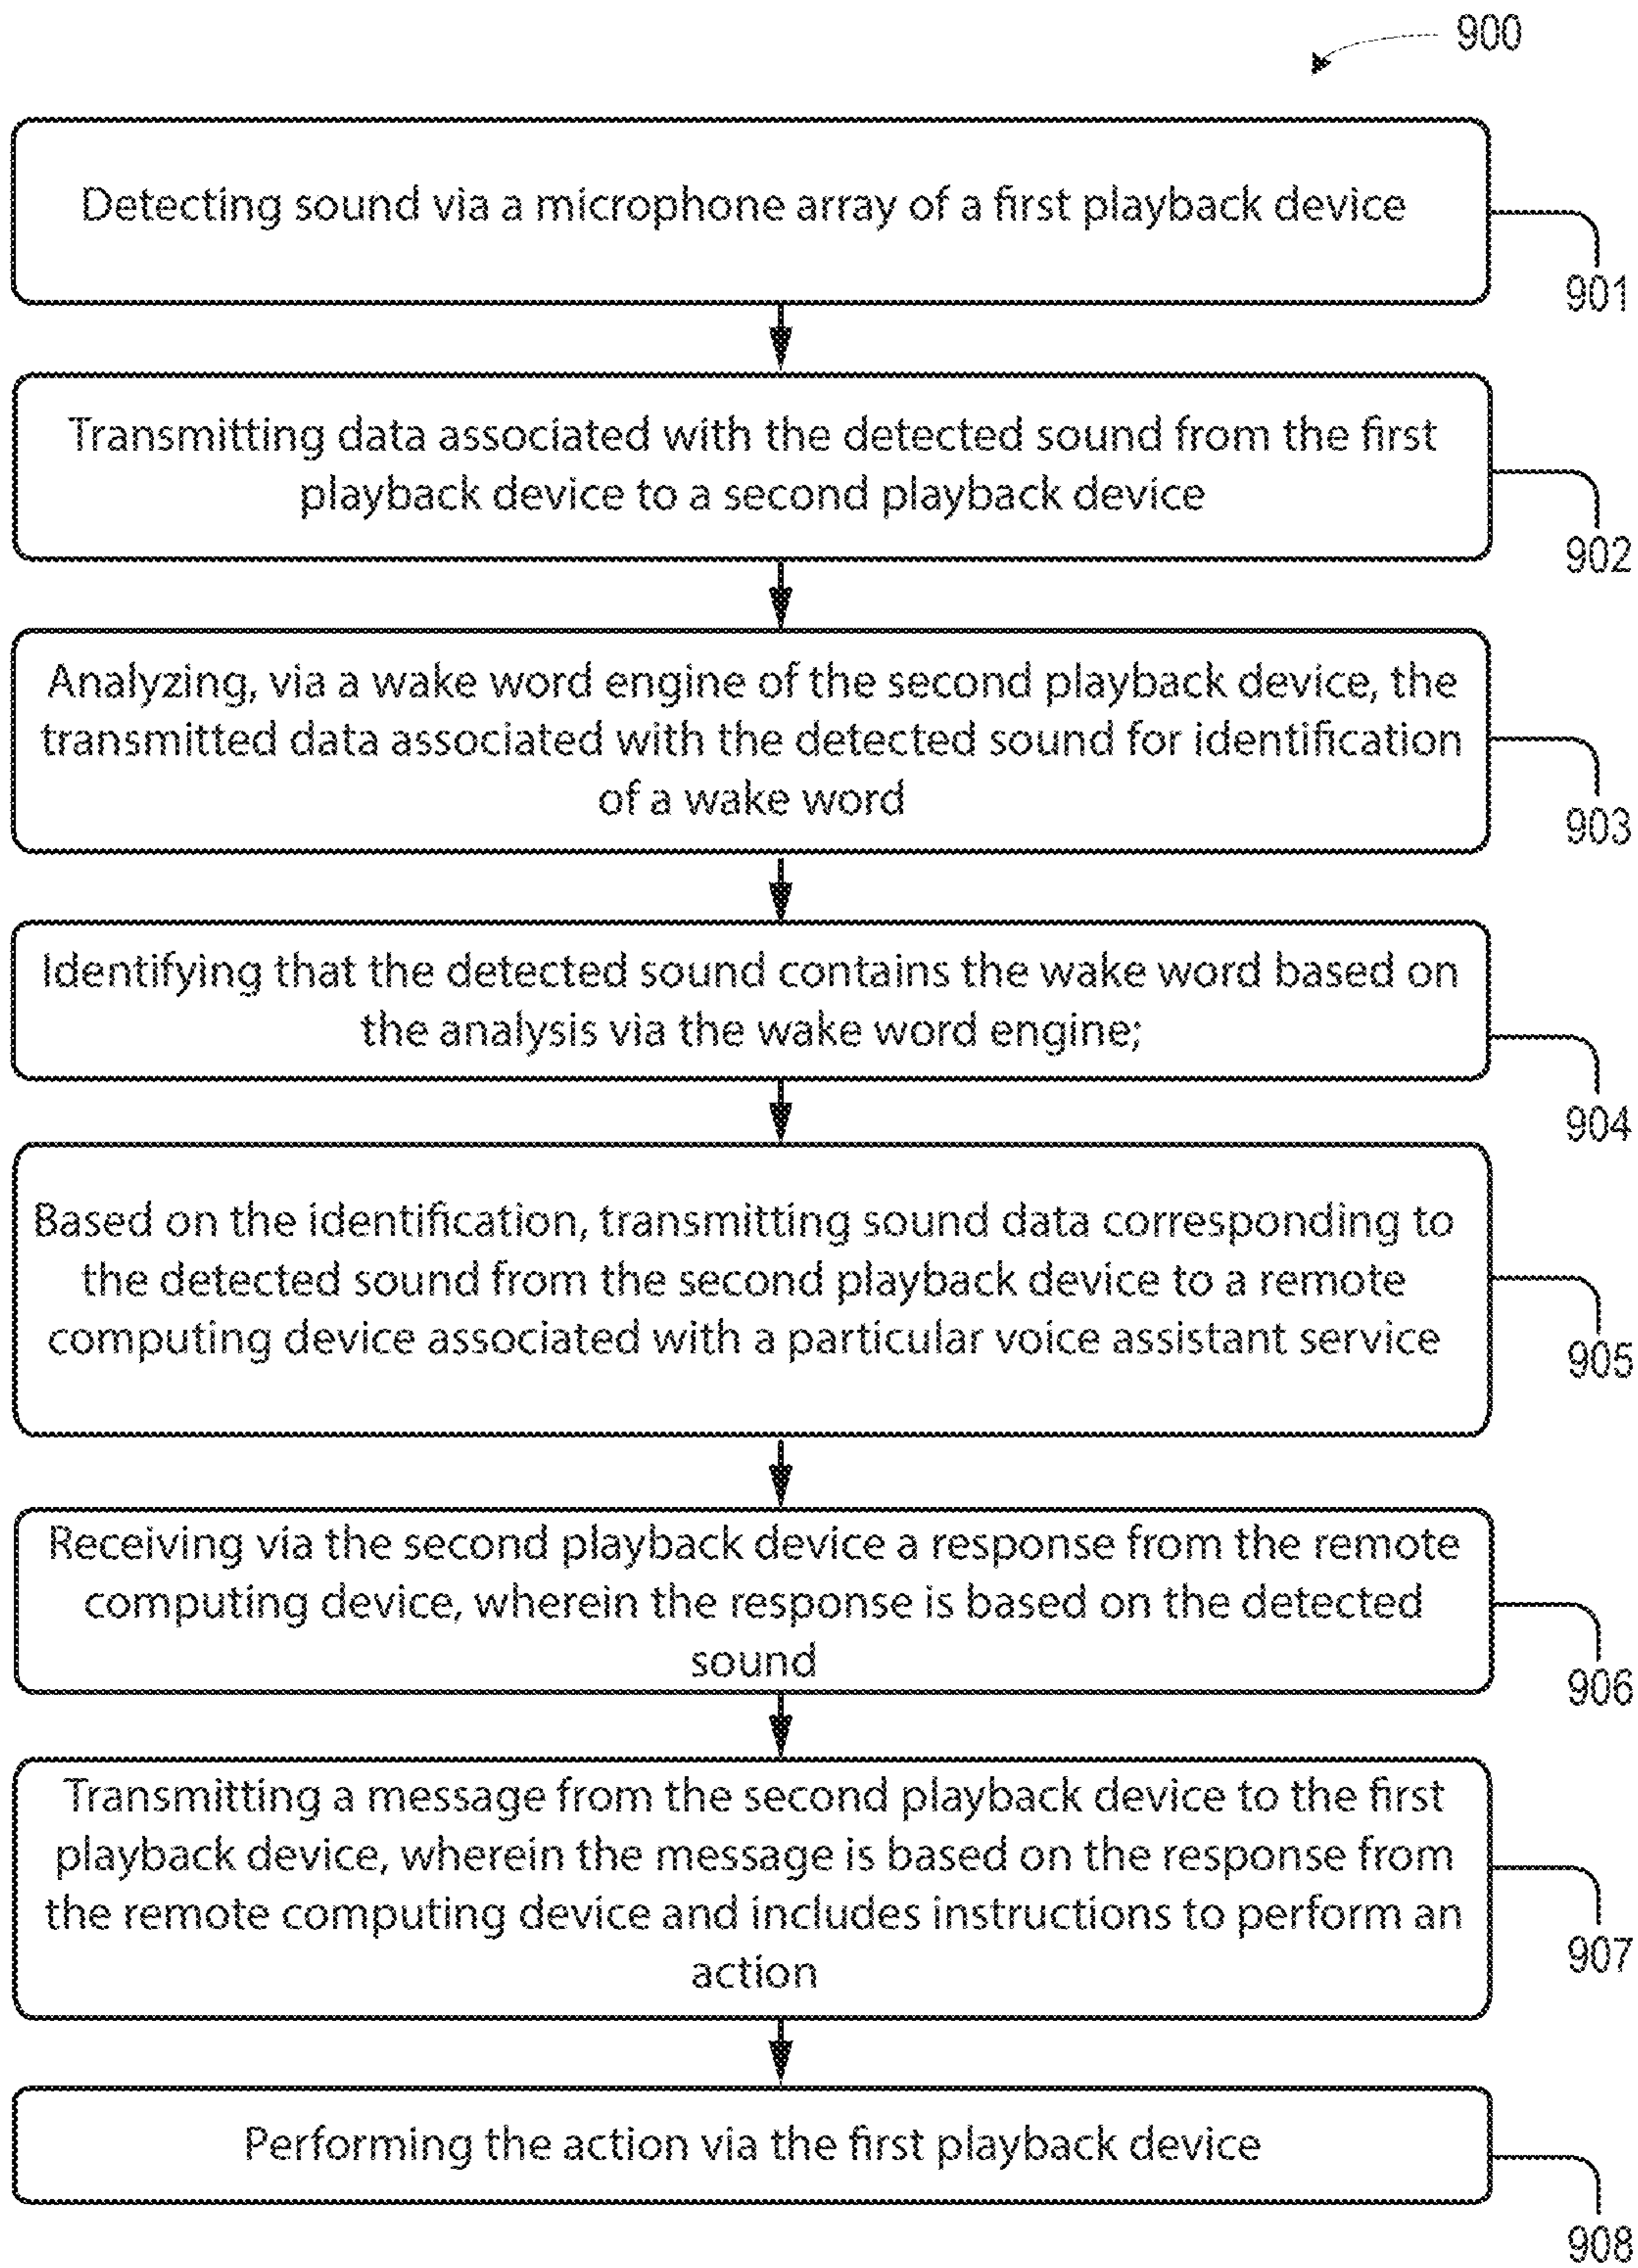 900
Detecting sound via a microphone array of a first playback device
901
Transmitting data associated with the detected sound from the first
playback device to a second playback device
902
Analyzing, via a wake word engine of the second playback device, the
transmitted data associated with the detected sound for identification
of a wake word
903
Identifying that the detected sound contains the wake word based on
the analysis via the wake word engine;
904
Based on the identification, transmitting sound data corresponding to
the detected sound from the second playback device to a remote
computing device associated with a particular voice assistant service
905
Receiving via the second playback device a response from the remote
computing device, wherein the response is based on the detected
sound
906
Transmitting a message from the second playback device to the first
playback device, wherein the message is based on the response from
the remote computing device and includes instructions to perform an
action
907
Performing the action via the first playback device
908